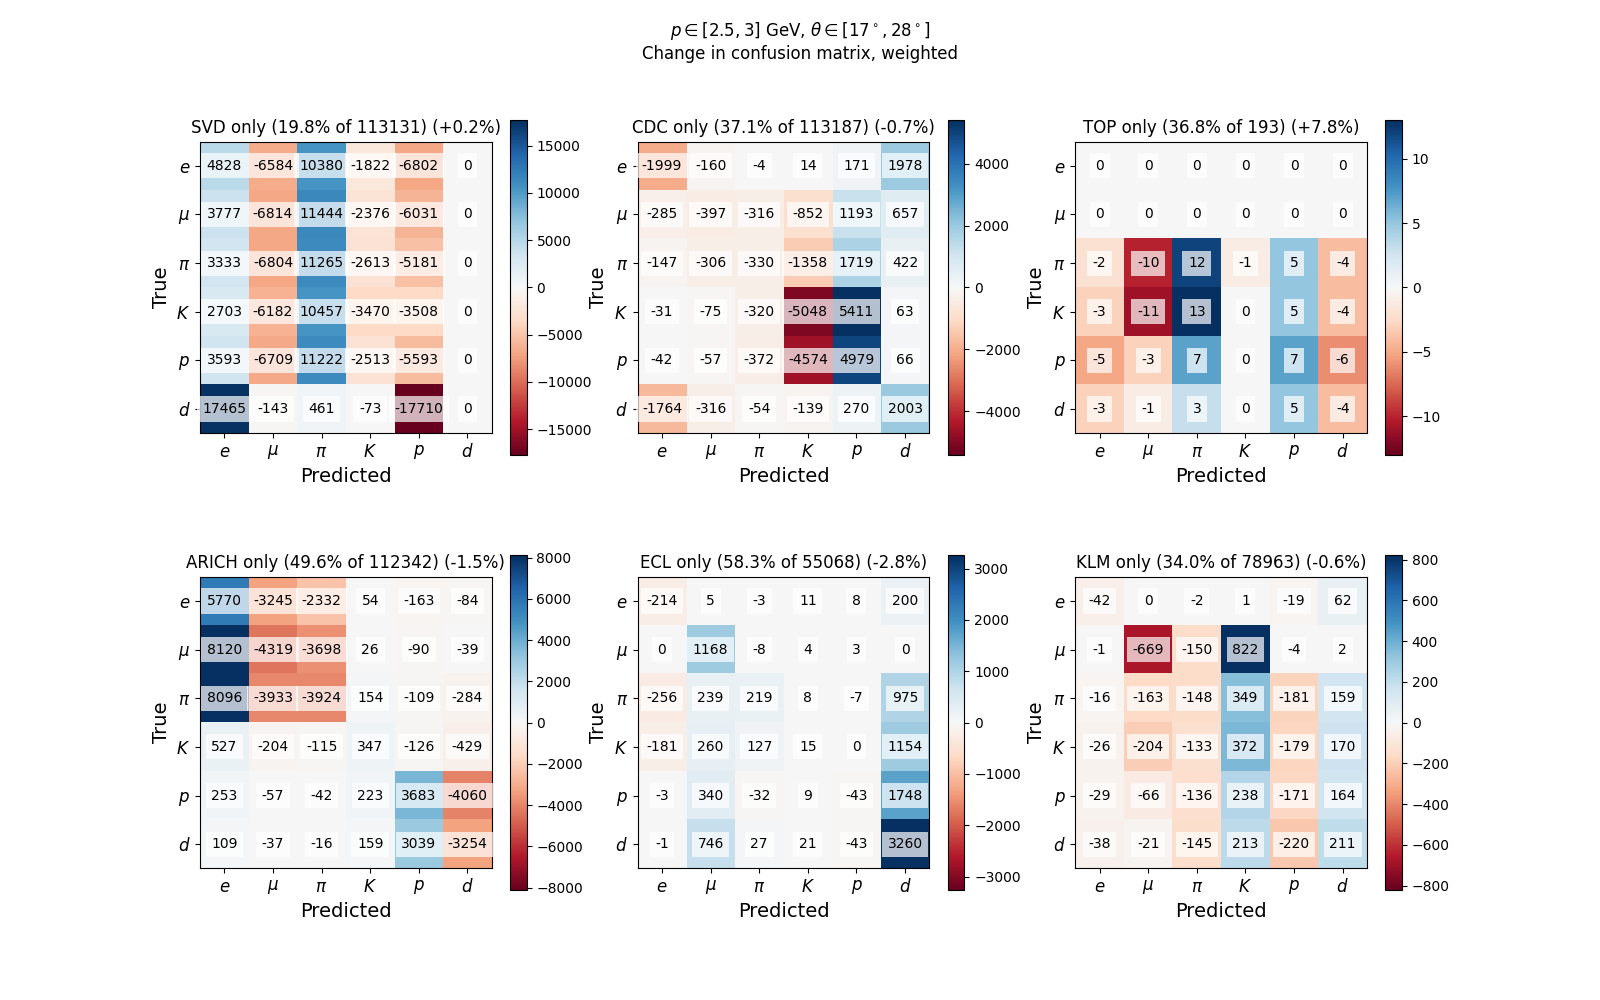 p ∈ [2.5, 3] GeV, θ ∈ [17°, 28°]
Change in confusion matrix, weighted
SVD only (19.8% of 113131) (+0.2%)
True
e 4828 -6584 10380 -1822 -6802 0
μ 3777 -6814 11444 -2376 -6031 0
π 3333 -6804 11265 -2613 -5181 0
K 2703 -6182 10457 -3470 -3508 0
p 3593 -6709 11222 -2513 -5593 0
d 17465 -143 461 -73 -17710 0
e μ π K p d
Predicted
15000
10000
5000
0
−5000
−10000
−15000
CDC only (37.1% of 113187) (-0.7%)
True
e -1999 -160 -4 14 171 1978
μ -285 -397 -316 -852 1193 657
π -147 -306 -330 -1358 1719 422
K -31 -75 -320 -5048 5411 63
p -42 -57 -372 -4574 4979 66
d -1764 -316 -54 -139 270 2003
e μ π K p d
Predicted
4000
2000
0
−2000
−4000
TOP only (36.8% of 193) (+7.8%)
True
e 0 0 0 0 0 0
μ 0 0 0 0 0 0
π -2 -10 12 -1 5 -4
K -3 -11 13 0 5 -4
p -5 -3 7 0 7 -6
d -3 -1 3 0 5 -4
e μ π K p d
Predicted
10
5
0
−5
−10
ARICH only (49.6% of 112342) (-1.5%)
True
e 5770 -3245 -2332 54 -163 -84
μ 8120 -4319 -3698 26 -90 -39
π 8096 -3933 -3924 154 -109 -284
K 527 -204 -115 347 -126 -429
p 253 -57 -42 223 3683 -4060
d 109 -37 -16 159 3039 -3254
e μ π K p d
Predicted
8000
6000
4000
2000
0
−2000
−4000
−6000
−8000
ECL only (58.3% of 55068) (-2.8%)
True
e -214 5 -3 11 8 200
μ 0 1168 -8 4 3 0
π -256 239 219 8 -7 975
K -181 260 127 15 0 1154
p -3 340 -32 9 -43 1748
d -1 746 27 21 -43 3260
e μ π K p d
Predicted
3000
2000
1000
0
−1000
−2000
−3000
KLM only (34.0% of 78963) (-0.6%)
True
e -42 0 -2 1 -19 62
μ -1 -669 -150 822 -4 2
π -16 -163 -148 349 -181 159
K -26 -204 -133 372 -179 170
p -29 -66 -136 238 -171 164
d -38 -21 -145 213 -220 211
e μ π K p d
Predicted
800
600
400
200
0
−200
−400
−600
−800